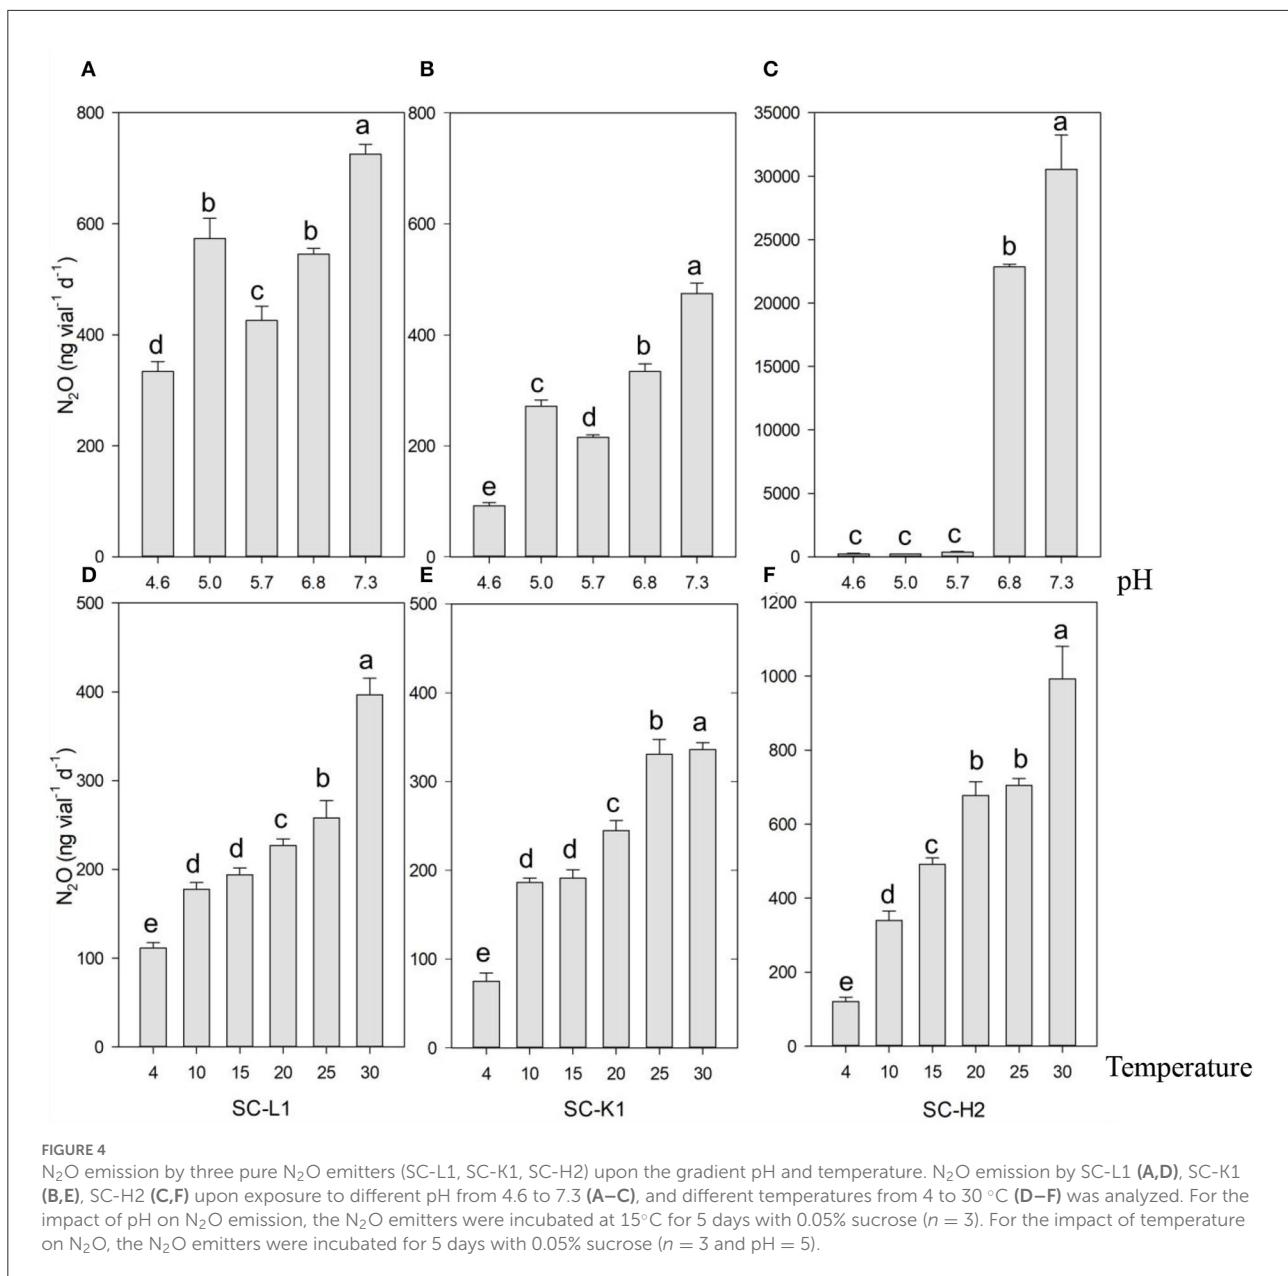 A B C
800 800 35000
a
30000
25000
20000
15000
10000
5000
0
600
400
200
0
600
400
200
0
N₂O (ng vial⁻¹ d⁻¹)
d b c b a
e c d b a
c c c b a
4.6 5.0 5.7 6.8 7.3
4.6 5.0 5.7 6.8 7.3
4.6 5.0 5.7 6.8 7.3
pH
D E F
500
400
300
200
100
0
500
400
300
200
100
0
1200
1000
800
600
400
200
0
N₂O (ng vial⁻¹ d⁻¹)
e d d c b a
e d d c b a
e d c b b a
4 10 15 20 25 30
4 10 15 20 25 30
4 10 15 20 25 30
Temperature
SC-L1 SC-K1 SC-H2
FIGURE 4
N₂O emission by three pure N₂O emitters (SC-L1, SC-K1, SC-H2) upon the gradient pH and temperature. N₂O emission by SC-L1 (A,D), SC-K1
(B,E), SC-H2 (C,F) upon exposure to different pH from 4.6 to 7.3 (A–C), and different temperatures from 4 to 30 °C (D–F) was analyzed. For the
impact of pH on N₂O emission, the N₂O emitters were incubated at 15°C for 5 days with 0.05% sucrose (n = 3). For the impact of temperature
on N₂O, the N₂O emitters were incubated for 5 days with 0.05% sucrose (n = 3 and pH = 5).